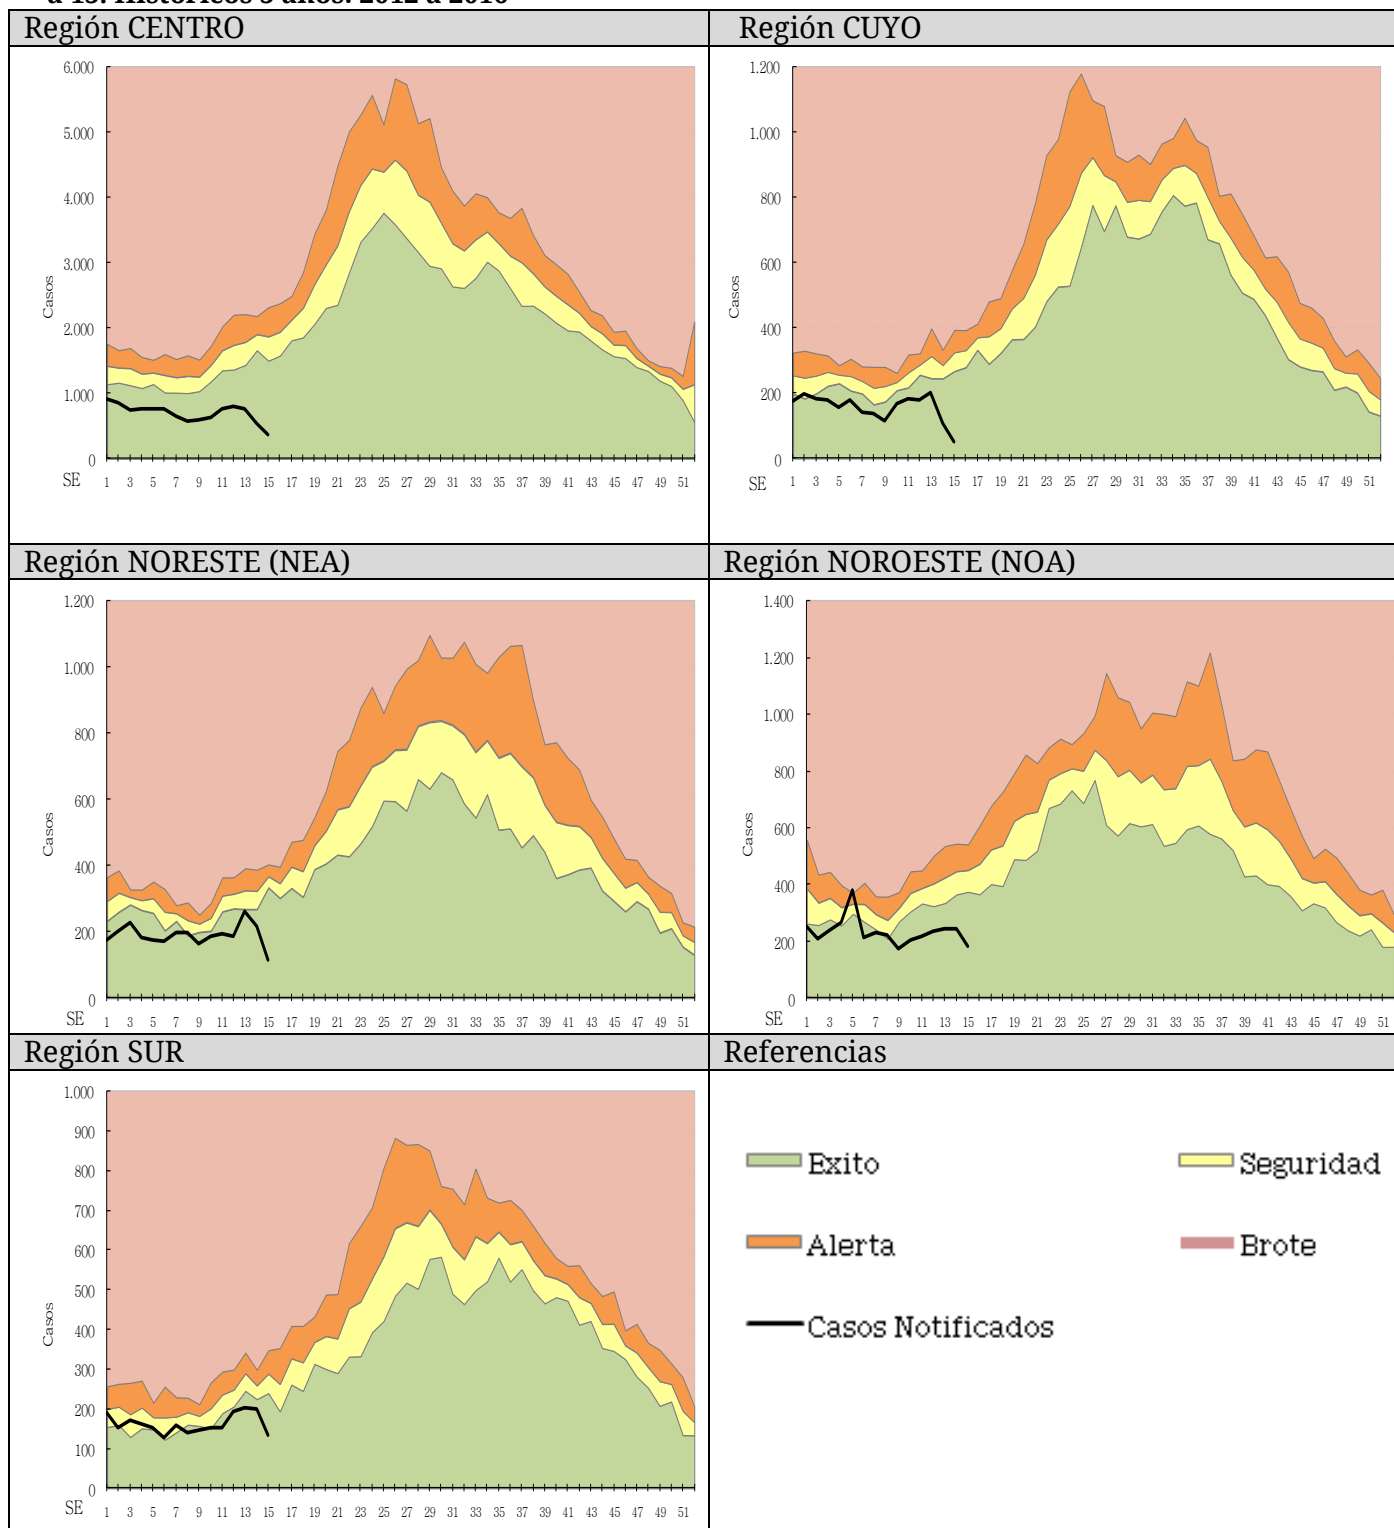 a 15. Históricos 5 años: 2012 a 2016
Región CENTRO
Región CUYO
6.000
5.000
4.000
3.000
2.000
1.000
0
Casos
SE
1 3 5 7 9 11 13 15 17 19 21 23 25 27 29 31 33 35 37 39 41 43 45 47 49 51
1.200
1.000
800
600
400
200
0
Casos
SE
1 3 5 7 9 11 13 15 17 19 21 23 25 27 29 31 33 35 37 39 41 43 45 47 49 51
Región NORESTE (NEA)
Región NOROESTE (NOA)
1.200
1.000
800
600
400
200
0
Casos
SE
1 3 5 7 9 11 13 15 17 19 21 23 25 27 29 31 33 35 37 39 41 43 45 47 49 51
1.400
1.200
1.000
800
600
400
200
0
Casos
SE
1 3 5 7 9 11 13 15 17 19 21 23 25 27 29 31 33 35 37 39 41 43 45 47 49 51
Región SUR
Referencias
1.000
900
800
700
600
500
400
300
200
100
0
Casos
SE
1 3 5 7 9 11 13 15 17 19 21 23 25 27 29 31 33 35 37 39 41 43 45 47 49 51
Exito
Seguridad
Alerta
Brote
Casos Notificados